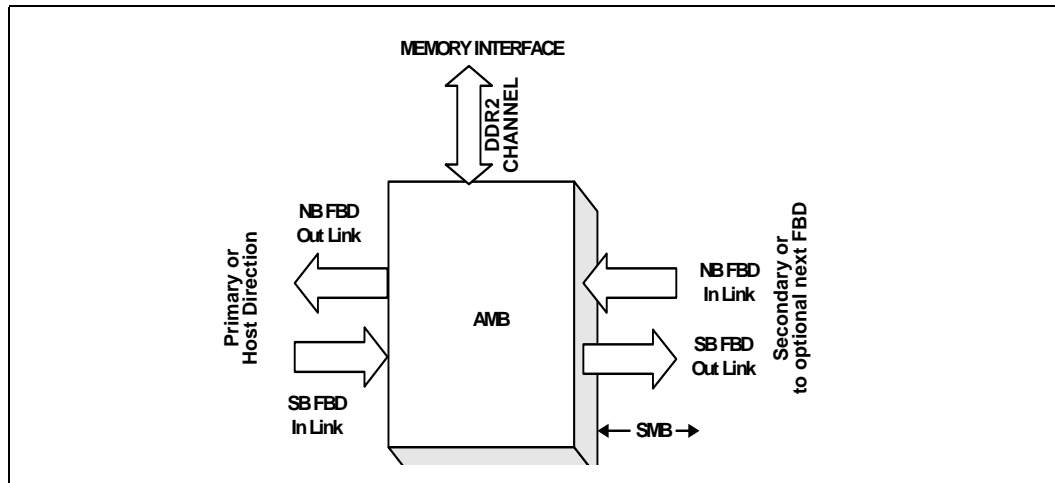 MEMORY INTERFACE
DDR2
CHANNEL
NB FBD
Out Link
Primary or
Host Direction
SB FBD
In Link
AMB
NB FBD
In Link
SB FBD
Out Link
Secondary or
to optional next FBD
SMB